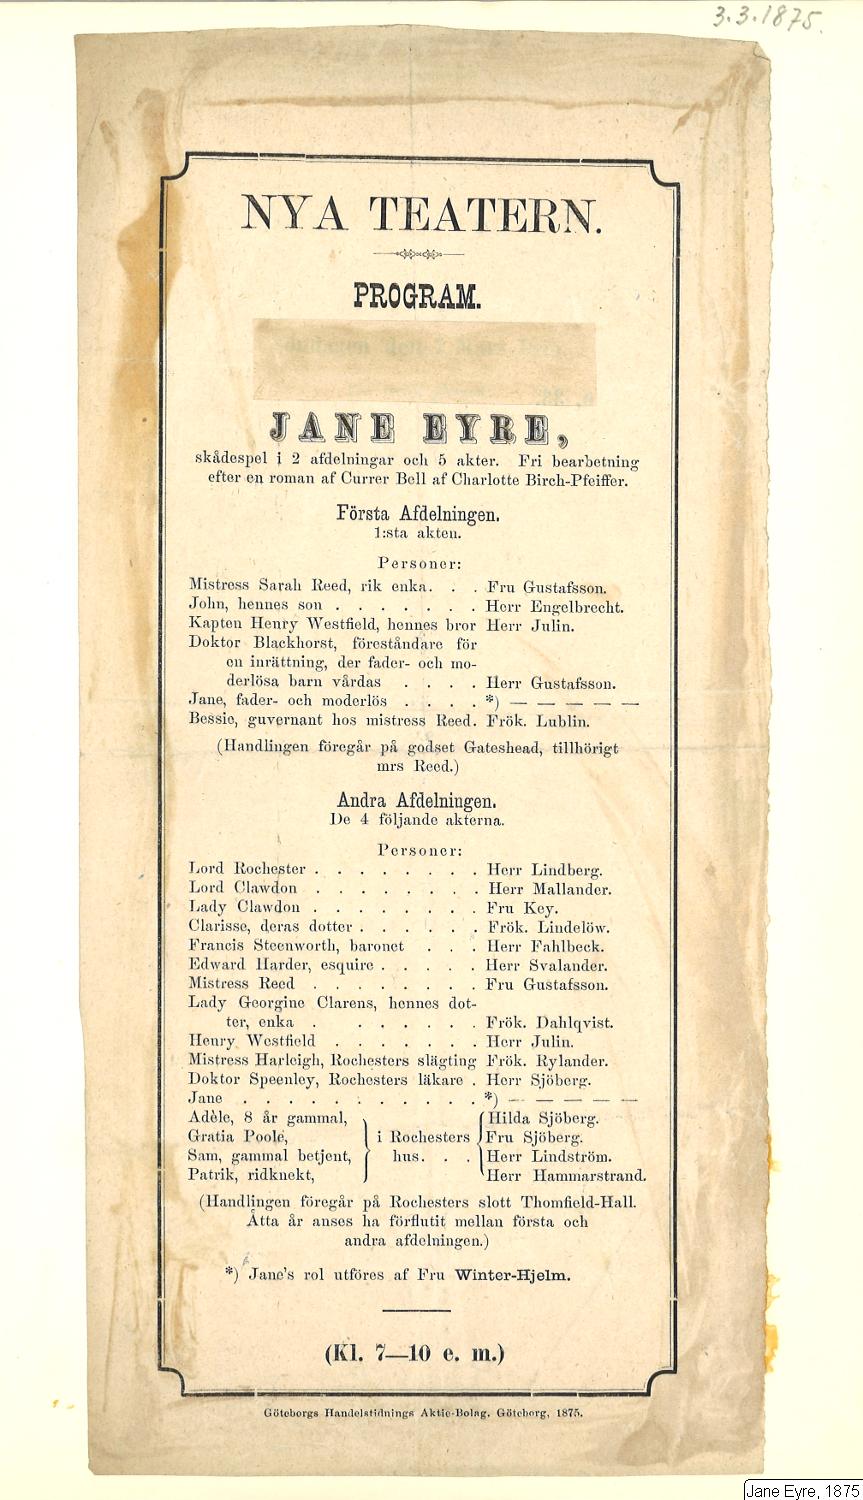 3.3.1875.
NYA TEATERN.
PROGRAM.
JANE EYRE,
skådespel i 2 afdelningar och 5 akter. Fri bearbetning
efter en roman af Currer Bell af Charlotte Birch-Pfeiffer.
Första Afdelningen.
1:sta akten.
Personer:
Mistress Sarah Reed, rik enka. . . Fru Gustafsson.
John, hennes son . . . . . . . Herr Engelbrecht.
Kapten Henry Westfield, hennes bror Herr Julin.
Doktor Blackhorst, föreståndare för
en inrättning, der fader- och mo-
derlösa barn vårdas . . . . Herr Gustafsson.
Jane, fader- och moderlös . . . . *) — — — — —
Bessie, guvernant hos mistress Reed. Frök. Lublin.
(Handlingen föregår på godset Gateshead, tillhörigt
mrs Reed.)
Andra Afdelningen.
De 4 följande akterna.
Personer:
Lord Rochester . . . . . . . . Herr Lindberg.
Lord Clawdon . . . . . . . . Herr Mallander.
Lady Clawdon . . . . . . . . Fru Key.
Clarisse, deras dotter . . . . . . Frök. Lindelöw.
Francis Steenworth, baronet . . . Herr Fahlbeck.
Edward Harder, esquire . . . . . Herr Svalander.
Mistress Reed . . . . . . . . Fru Gustafsson.
Lady Georgine Clarens, hennes dot-
ter, enka . . . . . . . Frök. Dahlqvist.
Henry Westfield . . . . . . . Herr Julin.
Mistress Harleigh, Rochesters slägting Frök. Rylander.
Doktor Speenley, Rochesters läkare . Herr Sjöberg.
Jane . . . . . . . . . . . *) — — — — —
Adèle, 8 år gammal, Hilda Sjöberg.
Gratia Poole, i Rochesters Fru Sjöberg.
Sam, gammal betjent, hus. . . Herr Lindström.
Patrik, ridknekt, Herr Hammarstrand.
(Handlingen föregår på Rochesters slott Thomfield-Hall.
Åtta år anses ha förflutit mellan första och
andra afdelningen.)
*) Jane's rol utföres af Fru Winter-Hjelm.
(Kl. 7—10 e. m.)
Göteborgs Handelstidnings Aktie-Bolag, Göteborg, 1875.
Jane Eyre, 1875